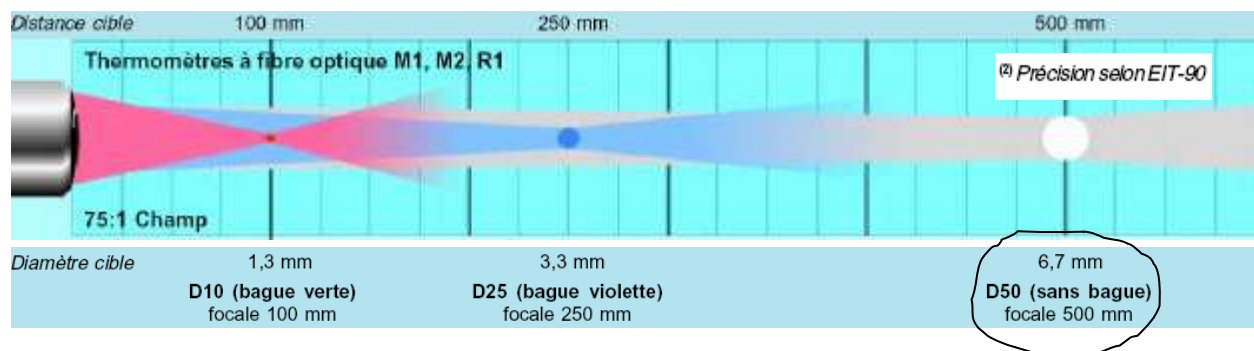 Distance cible 100 mm 250 mm 500 mm
Thermomètres à fibre optique M1, M2, R1
(2) Précision selon EIT-90
75:1 Champ
Diamètre cible 1,3 mm 3,3 mm 6,7 mm
D10 (bague verte) D25 (bague violette) D50 (sans bague)
focale 100 mm focale 250 mm focale 500 mm